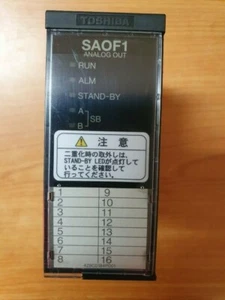 TOSHIBA
SAOF1
ANALOG OUT
RUN
ALM
STAND-BY
A
B
SB
注意
二重化時の取外しは、
STAND-BY LEDが点灯して
いることを確認して
行ってください。
1 9
2 10
3 11
4 12
5 13
6 14
7 15
8 16